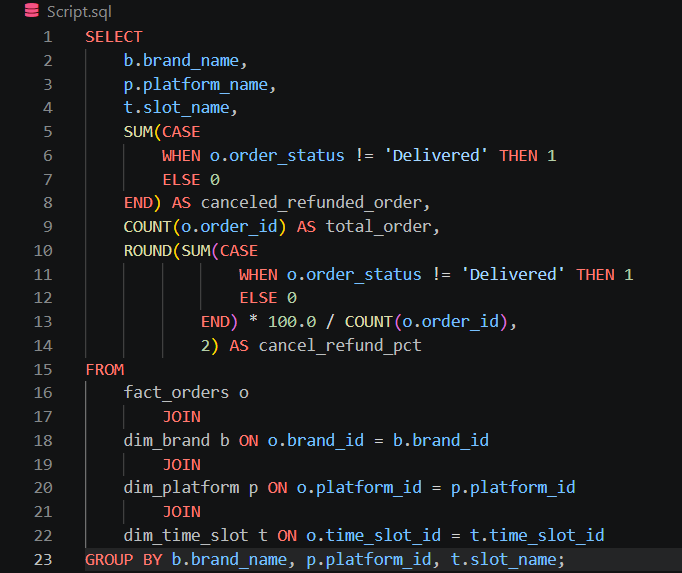 Script.sql
1 SELECT
2 b.brand_name,
3 p.platform_name,
4 t.slot_name,
5 SUM(CASE
6 WHEN o.order_status != 'Delivered' THEN 1
7 ELSE 0
8 END) AS canceled_refunded_order,
9 COUNT(o.order_id) AS total_order,
10 ROUND(SUM(CASE
11 WHEN o.order_status != 'Delivered' THEN 1
12 ELSE 0
13 END) * 100.0 / COUNT(o.order_id),
14 2) AS cancel_refund_pct
15 FROM
16 fact_orders o
17 JOIN
18 dim_brand b ON o.brand_id = b.brand_id
19 JOIN
20 dim_platform p ON o.platform_id = p.platform_id
21 JOIN
22 dim_time_slot t ON o.time_slot_id = t.time_slot_id
23 GROUP BY b.brand_name, p.platform_id, t.slot_name;